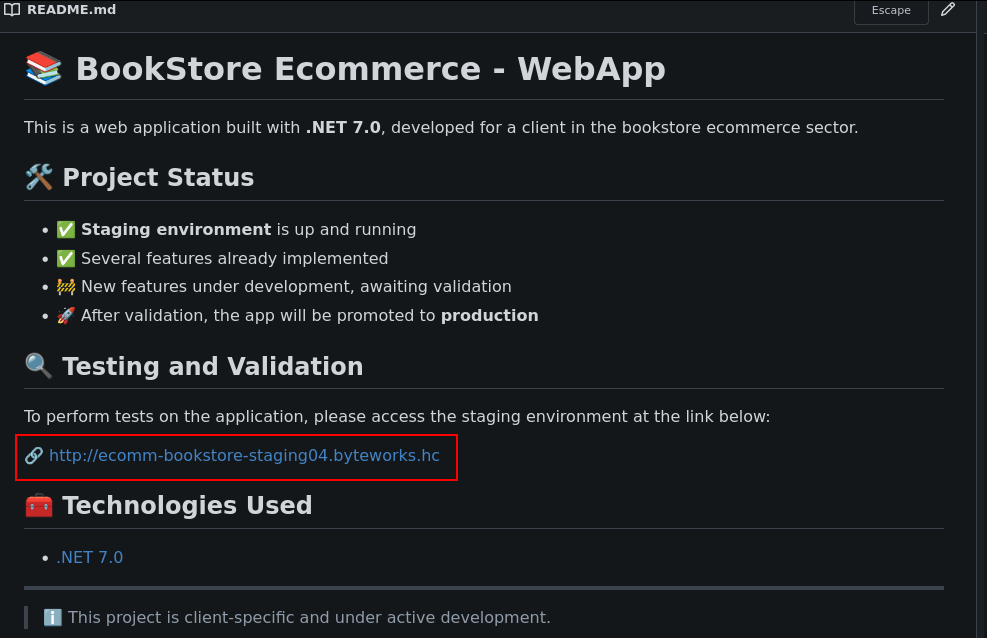 README.md
Escape
📚 BookStore Ecommerce - WebApp
This is a web application built with .NET 7.0, developed for a client in the bookstore ecommerce sector.
🛠️ Project Status
• ✅ Staging environment is up and running
• ✅ Several features already implemented
• 🚧 New features under development, awaiting validation
• 🚀 After validation, the app will be promoted to production
🔍 Testing and Validation
To perform tests on the application, please access the staging environment at the link below:
🔗 http://ecomm-bookstore-staging04.byteworks.hc
🧰 Technologies Used
• .NET 7.0
ℹ️ This project is client-specific and under active development.